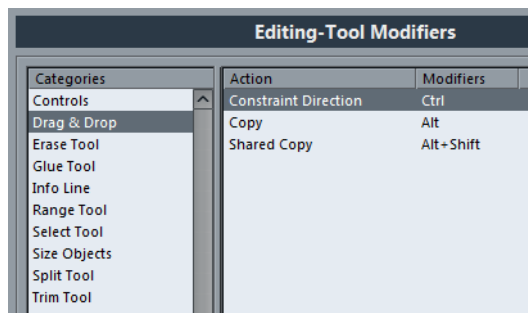 Editing-Tool Modifiers
Categories
Controls
Drag & Drop
Erase Tool
Glue Tool
Info Line
Range Tool
Select Tool
Size Objects
Split Tool
Trim Tool
Action Modifiers
Constraint Direction Ctrl
Copy Alt
Shared Copy Alt+Shift